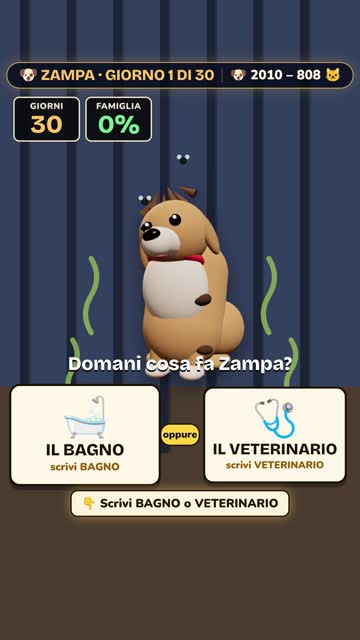 🐶 ZAMPA • GIORNO 1 DI 30 | 🐶 2010 – 808 🐱
GIORNI
30
FAMIGLIA
0%
Domani cosa fa Zampa?
IL BAGNO
scrivi BAGNO
oppure
IL VETERINARIO
scrivi VETERINARIO
👇 Scrivi BAGNO o VETERINARIO